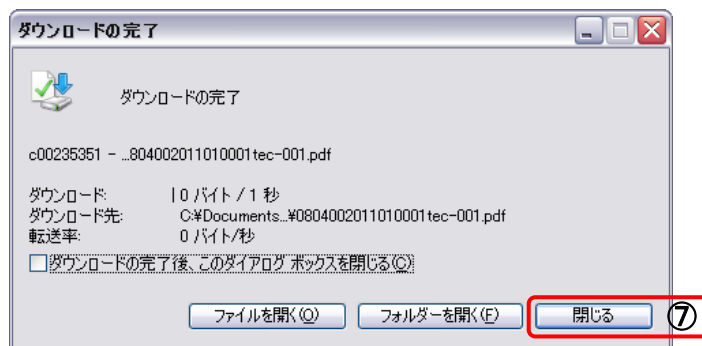 ダウンロードの完了
ダウンロードの完了
c00235351 - ...804002011010001tec-001.pdf
ダウンロード: 0 バイト / 1 秒
ダウンロード先: C:¥Documents...¥0804002011010001tec-001.pdf
転送率: 0 バイト/秒
ダウンロードの完了後、このダイアログ ボックスを閉じる(C)
ファイルを開く(O) フォルダーを開く(F) 閉じる ⑦